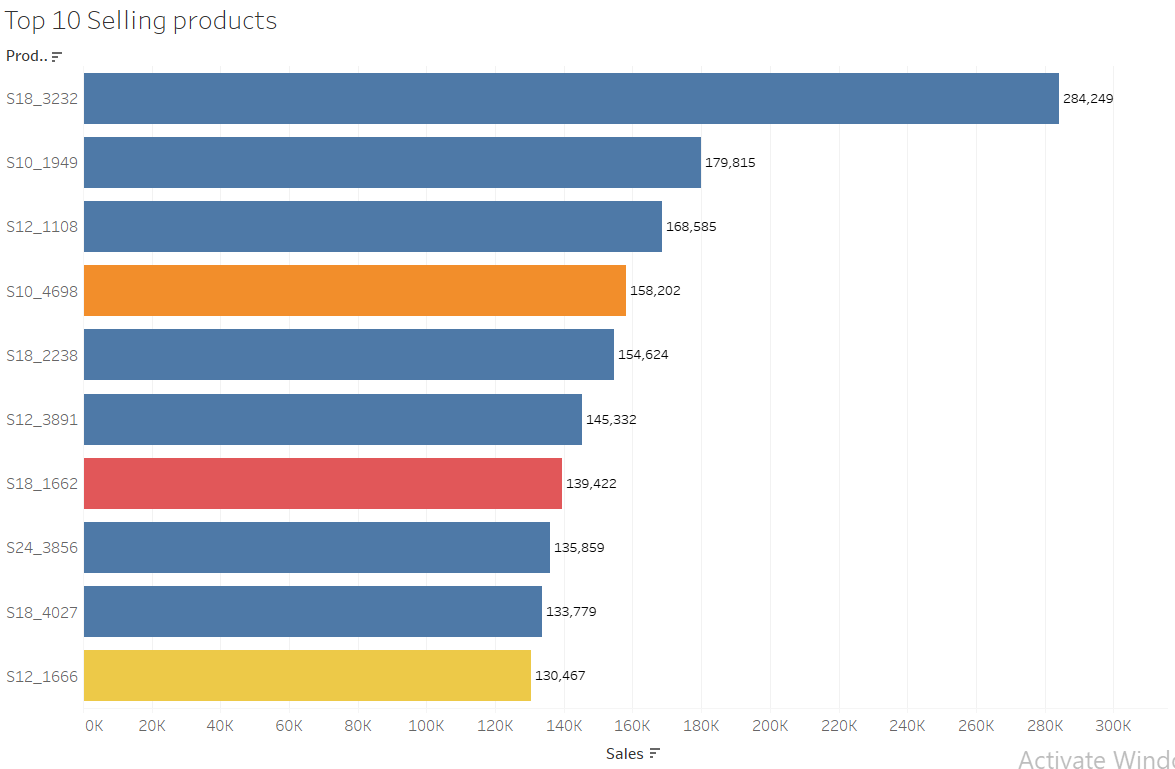 Top 10 Selling products
Prod..
S18_3232 284,249
S10_1949 179,815
S12_1108 168,585
S10_4698 158,202
S18_2238 154,624
S12_3891 145,332
S18_1662 139,422
S24_3856 135,859
S18_4027 133,779
S12_1666 130,467
0K 20K 40K 60K 80K 100K 120K 140K 160K 180K 200K 220K 240K 260K 280K 300K
Sales
Activate Windo